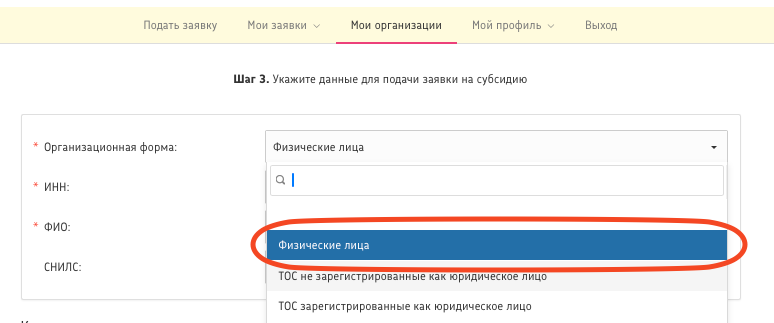 Подать заявку Мои заявки Мои организации Мой профиль Выход
Шаг 3. Укажите данные для подачи заявки на субсидию
* Организационная форма: Физические лица
* ИНН:
* ФИО:
Физические лица
СНИЛС:
ТОС не зарегистрированные как юридическое лицо
ТОС зарегистрированные как юридическое лицо